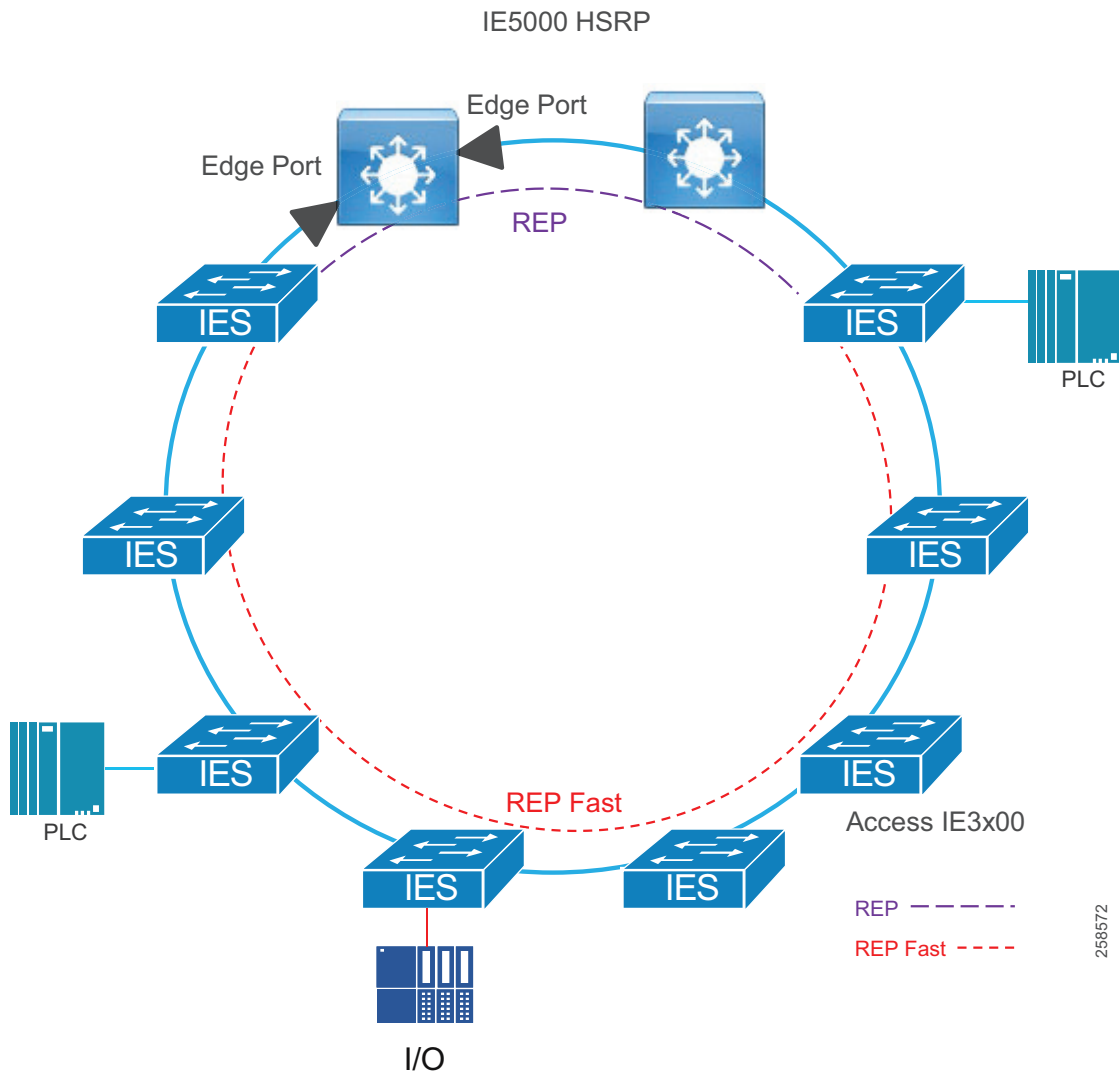 IE5000 HSRP
Edge Port
Edge Port
REP
IES
IES
PLC
IES
IES
IES
IES
PLC
REP Fast
Access IE3x00
IES
IES
REP
REP Fast
258572
I/O